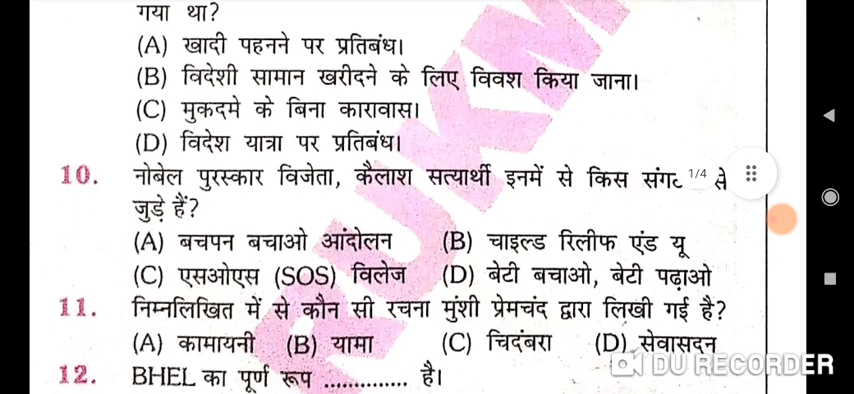 गया था?
(A) खादी पहनने पर प्रतिबंध।
(B) विदेशी सामान खरीदने के लिए विवश किया जाना।
(C) मुकदमे के बिना कारावास।
(D) विदेश यात्रा पर प्रतिबंध।
10. नोबेल पुरस्कार विजेता, कैलाश सत्यार्थी इनमें से किस 1/4 से
जुड़े हैं?
(A) बचपन बचाओ आंदोलन (B) चाइल्ड रिलीफ एंड यू
(C) एसओएस (SOS) विलेज (D) बेटी बचाओ, बेटी पढ़ाओ
11. निम्नलिखित में से कौन सी रचना मुंशी प्रेमचंद द्वारा लिखी गई है?
(A) कामायनी (B) यामा (C) चिदंबरा (D) सेवासदन
DU RECORDER
12. BHEL का पूर्ण रूप .............. है।
RUKM